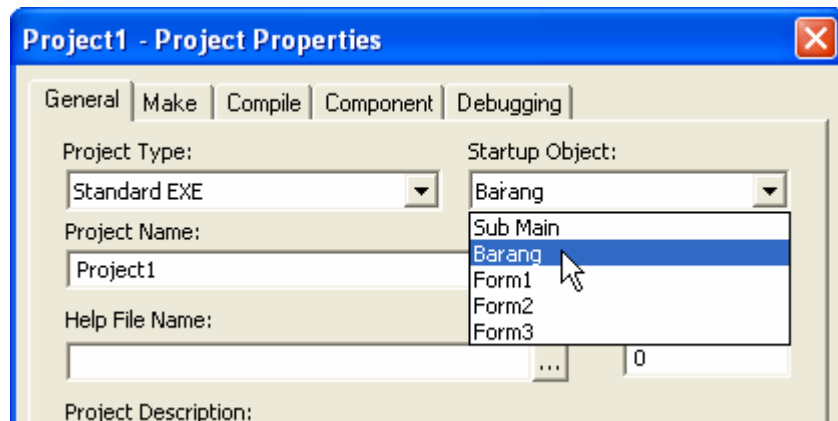 Project1 - Project Properties
General Make Compile Component Debugging
Project Type: Startup Object:
Standard EXE Barang
Sub Main
Project Name:
Barang
Project1
Form1
Form2
Help File Name:
Form3
... 0
Project Description: